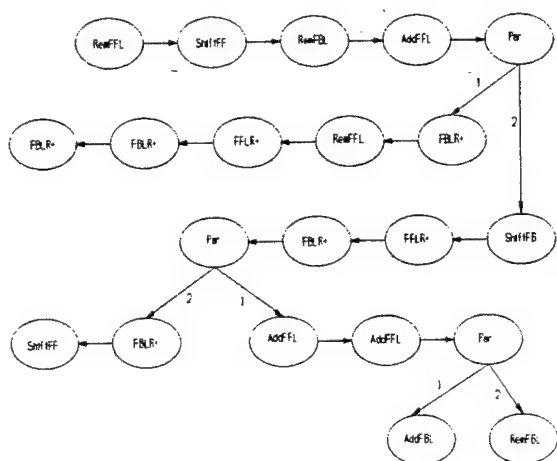 RemFFL ShiftFF RemFBL AddFFL Par
1
2
FBLR+ FBLR+ FFLR+ RemFFL FBLR+
Par FBLR+ FFLR+ ShiftFB
2 1
ShiftFF FBLR+ AddFFL AddFFL Par
1 2
AddFBL RemFBL